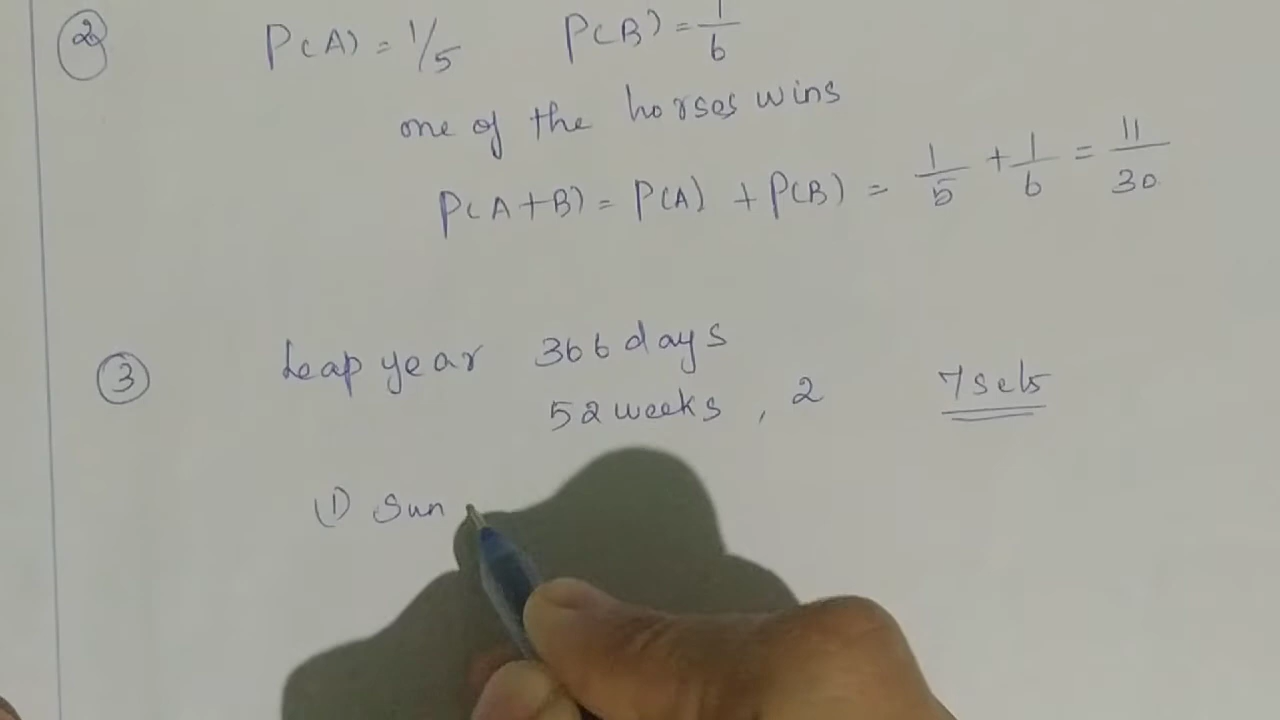 2 P(A) = 1/5 P(B) = 1/6
one of the horses wins
P(A+B) = P(A) + P(B) = 1/5 + 1/6 = 11/30
3 Leap year 366 days
52 weeks , 2 7 sets
(1) Sun